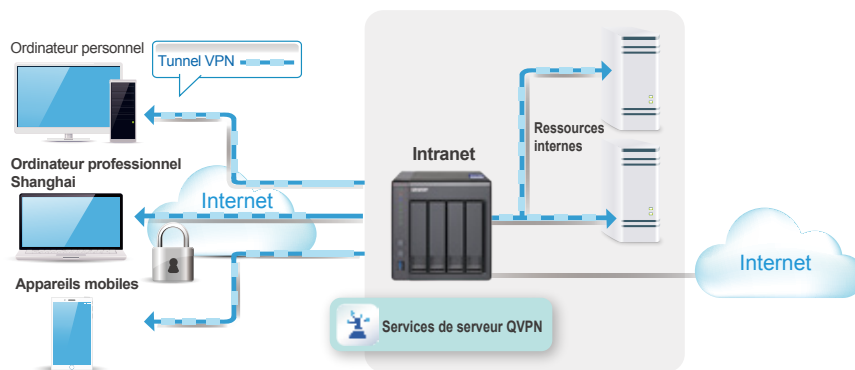 Ordinateur personnel
Tunnel VPN
Ordinateur professionnel
Shanghai
Internet
Appareils mobiles
Intranet
Ressources
internes
Services de serveur QVPN
Internet